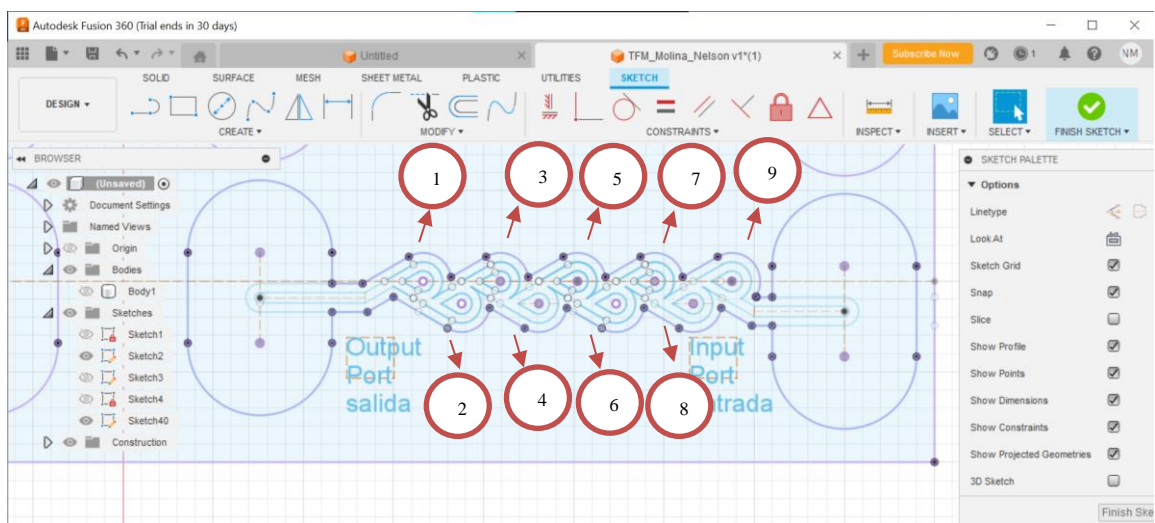 Autodesk Fusion 360 (Trial ends in 30 days)
Untitled
TFM_Molina_Nelson v1*(1)
Subscribe Now
1
NM
SOLID SURFACE MESH SHEET METAL PLASTIC UTILITIES SKETCH
DESIGN
CREATE MODIFY CONSTRAINTS INSPECT INSERT SELECT FINISH SKETCH
BROWSER
(Unsaved)
Document Settings
Named Views
Origin
Bodies
Body1
Sketches
Sketch1
Sketch2
Sketch3
Sketch4
Sketch40
Construction
1
3
5
7
9
Output
Port
salida
Input
Port
trada
2
4
6
8
SKETCH PALETTE
Options
Linetype
Look At
Sketch Grid
Snap
Slice
Show Profile
Show Points
Show Dimensions
Show Constraints
Show Projected Geometries
3D Sketch
Finish Ske